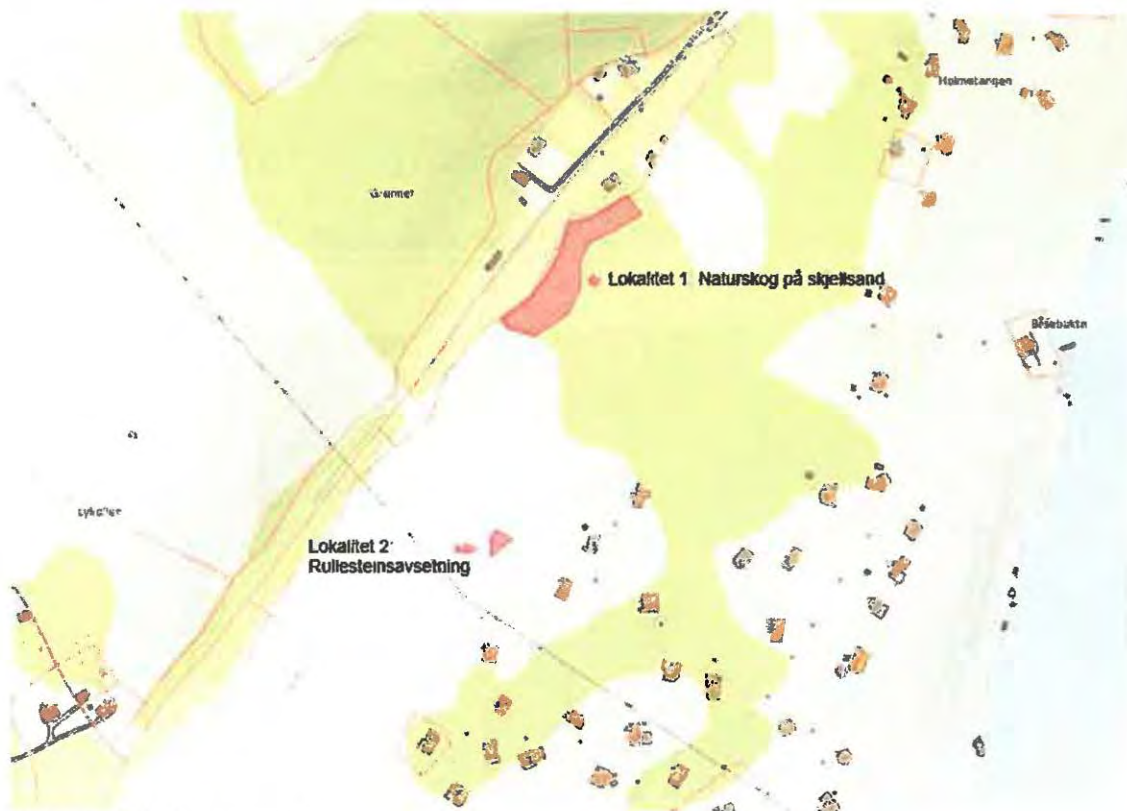 Holmetangen
Lokalitet 1: Naturskog på skjellsand
Lokalitet 2:
Rullesteinsavsetning